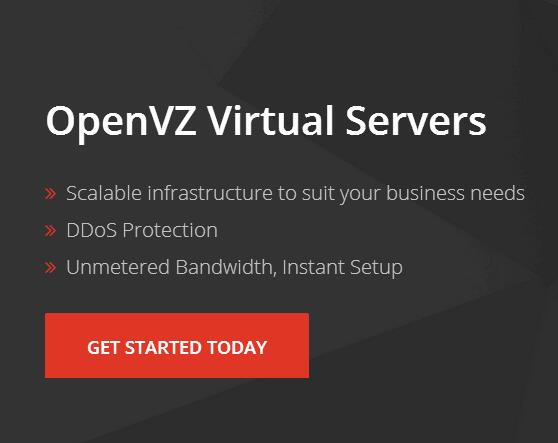 OpenVZ Virtual Servers
Scalable infrastructure to suit your business needs
DDoS Protection
Unmetered Bandwidth, Instant Setup
GET STARTED TODAY